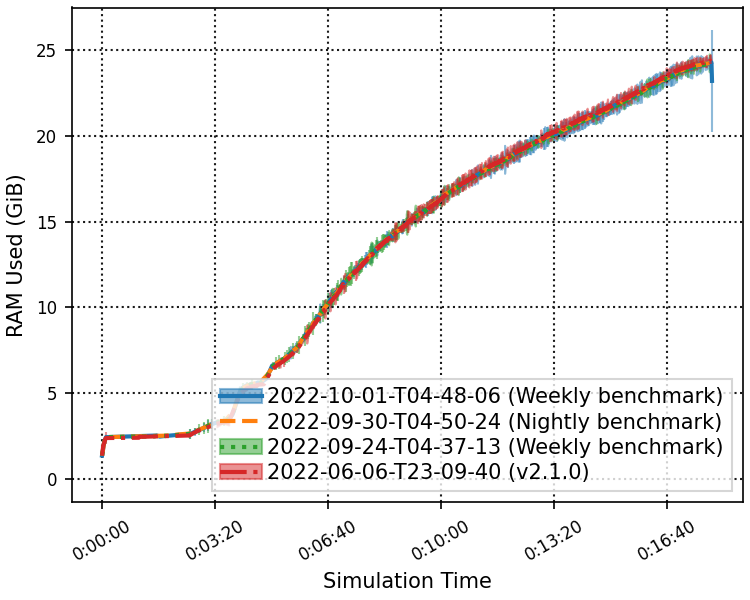 25
20
15
10
5
0
RAM Used (GiB)
2022-10-01-T04-48-06 (Weekly benchmark)
2022-09-30-T04-50-24 (Nightly benchmark)
2022-09-24-T04-37-13 (Weekly benchmark)
2022-06-06-T23-09-40 (v2.1.0)
0:00:00 0:03:20 0:06:40 0:10:00 0:13:20 0:16:40
Simulation Time